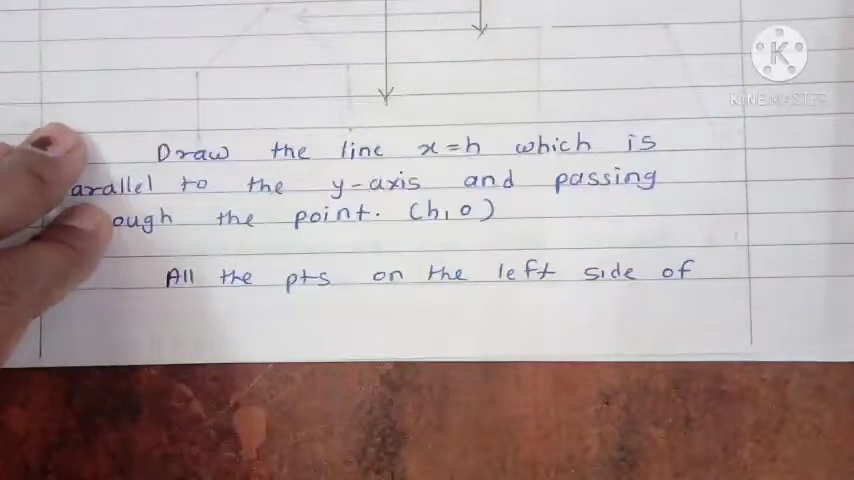 K
KINEMASTER
Draw the line x=h which is
arallel to the y-axis and passing
ough the point. (h,0)
All the pts on the left side of